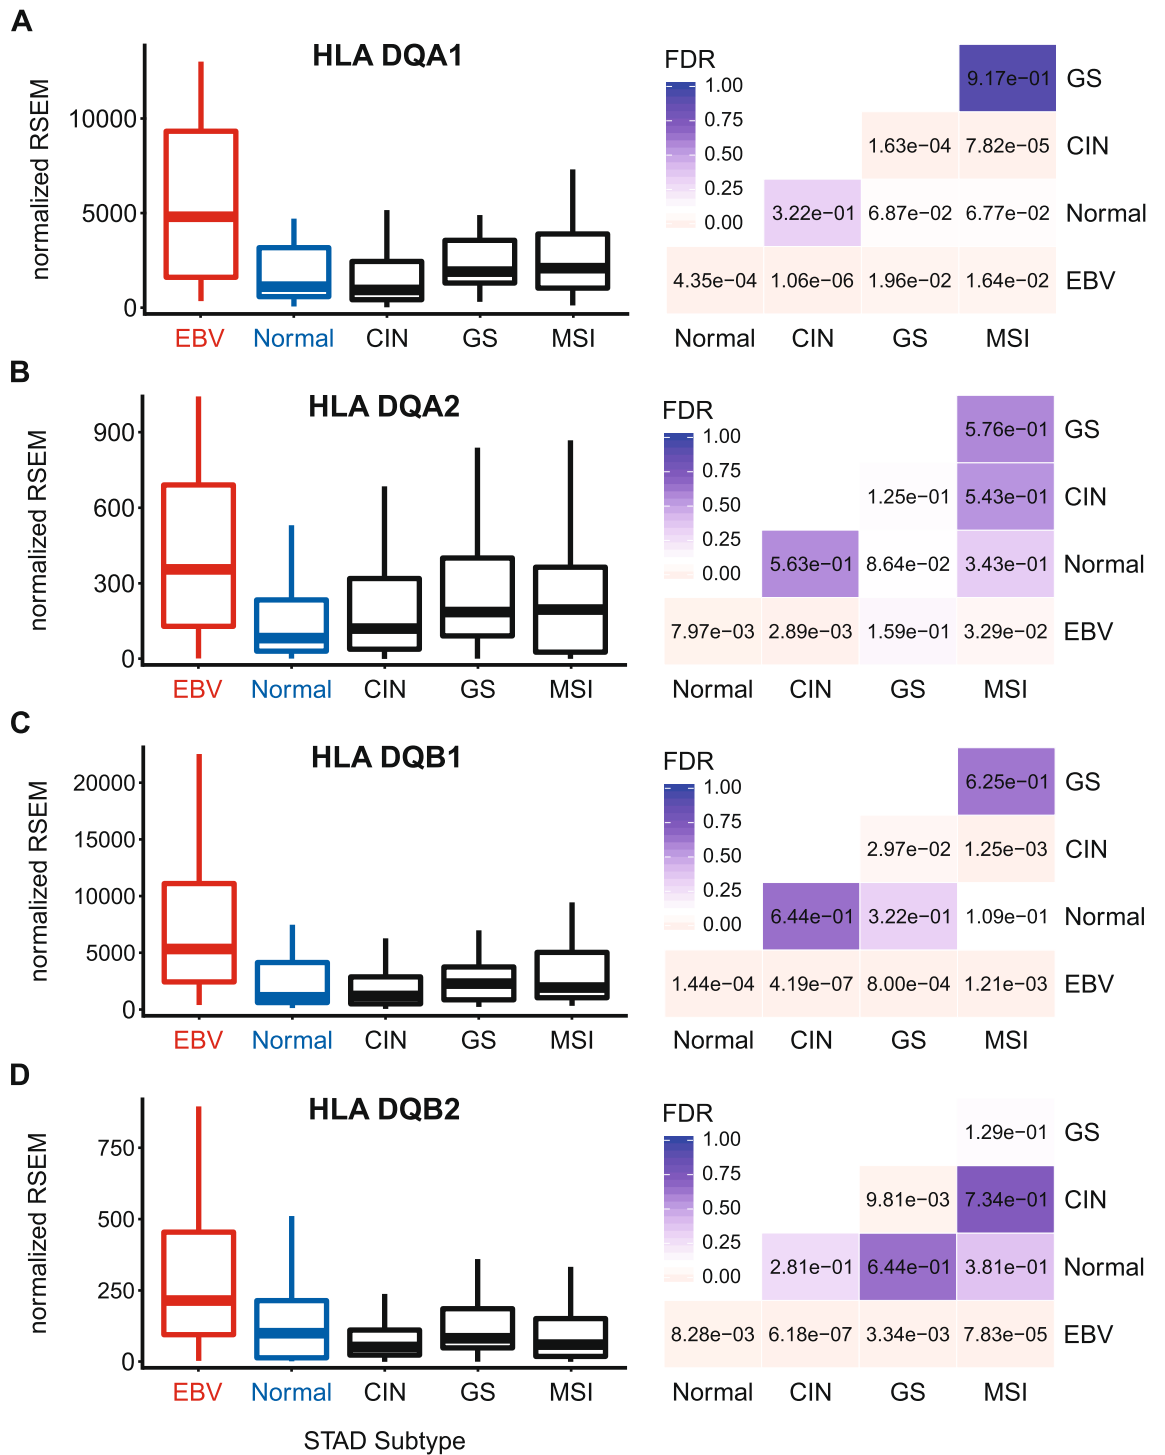 A
HLA DQA1
normalized RSEM
10000
5000
0
EBV Normal CIN GS MSI
FDR
1.00
0.75
0.50
0.25
0.00
9.17e−01 GS
1.63e−04 7.82e−05 CIN
3.22e−01 6.87e−02 6.77e−02 Normal
4.35e−04 1.06e−06 1.96e−02 1.64e−02 EBV
Normal CIN GS MSI
B
HLA DQA2
normalized RSEM
900
600
300
0
EBV Normal CIN GS MSI
FDR
1.00
0.75
0.50
0.25
0.00
5.76e−01 GS
1.25e−01 5.43e−01 CIN
5.63e−01 8.64e−02 3.43e−01 Normal
7.97e−03 2.89e−03 1.59e−01 3.29e−02 EBV
Normal CIN GS MSI
C
HLA DQB1
normalized RSEM
20000
15000
10000
5000
0
EBV Normal CIN GS MSI
FDR
1.00
0.75
0.50
0.25
0.00
6.25e−01 GS
2.97e−02 1.25e−03 CIN
6.44e−01 3.22e−01 1.09e−01 Normal
1.44e−04 4.19e−07 8.00e−04 1.21e−03 EBV
Normal CIN GS MSI
D
HLA DQB2
normalized RSEM
750
500
250
0
EBV Normal CIN GS MSI
STAD Subtype
FDR
1.00
0.75
0.50
0.25
0.00
1.29e−01 GS
9.81e−03 7.34e−01 CIN
2.81e−01 6.44e−01 3.81e−01 Normal
8.28e−03 6.18e−07 3.34e−03 7.83e−05 EBV
Normal CIN GS MSI